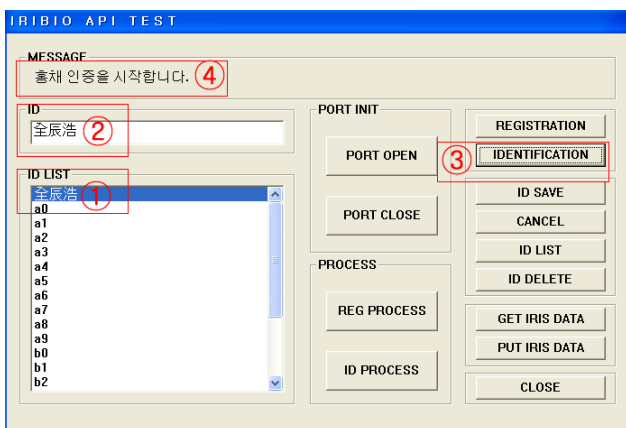 IRIBIO API TEST
MESSAGE
홍채 인증을 시작합니다. ④
ID
全辰浩 ②
ID LIST
全辰浩 ①
a0
a1
a2
a3
a4
a5
a6
a7
a8
a9
b0
b1
b2
PORT INIT
PORT OPEN
PORT CLOSE
PROCESS
REG PROCESS
ID PROCESS
REGISTRATION
③ IDENTIFICATION
ID SAVE
CANCEL
ID LIST
ID DELETE
GET IRIS DATA
PUT IRIS DATA
CLOSE